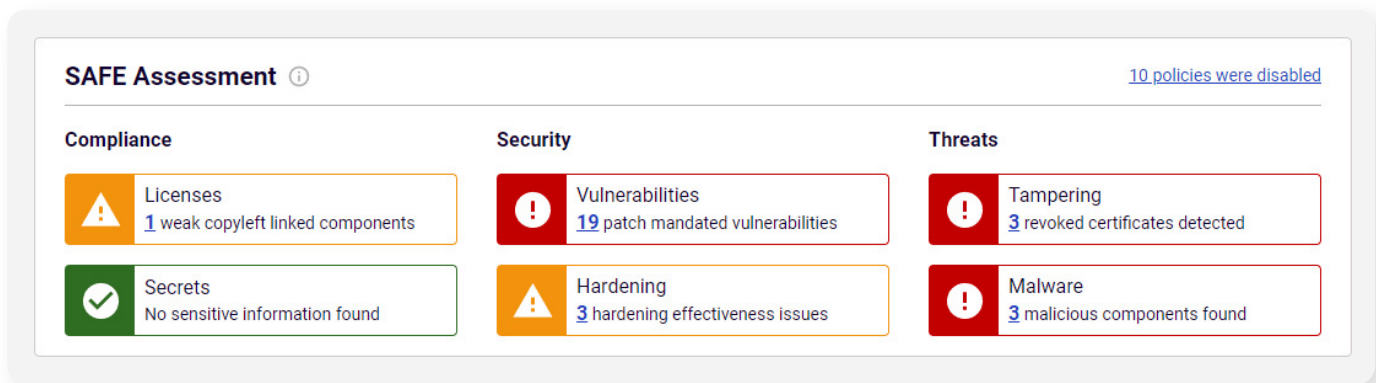 SAFE Assessment
10 policies were disabled
Compliance
Licenses
1 weak copyleft linked components
Secrets
No sensitive information found
Security
Vulnerabilities
19 patch mandated vulnerabilities
Hardening
3 hardening effectiveness issues
Threats
Tampering
3 revoked certificates detected
Malware
3 malicious components found